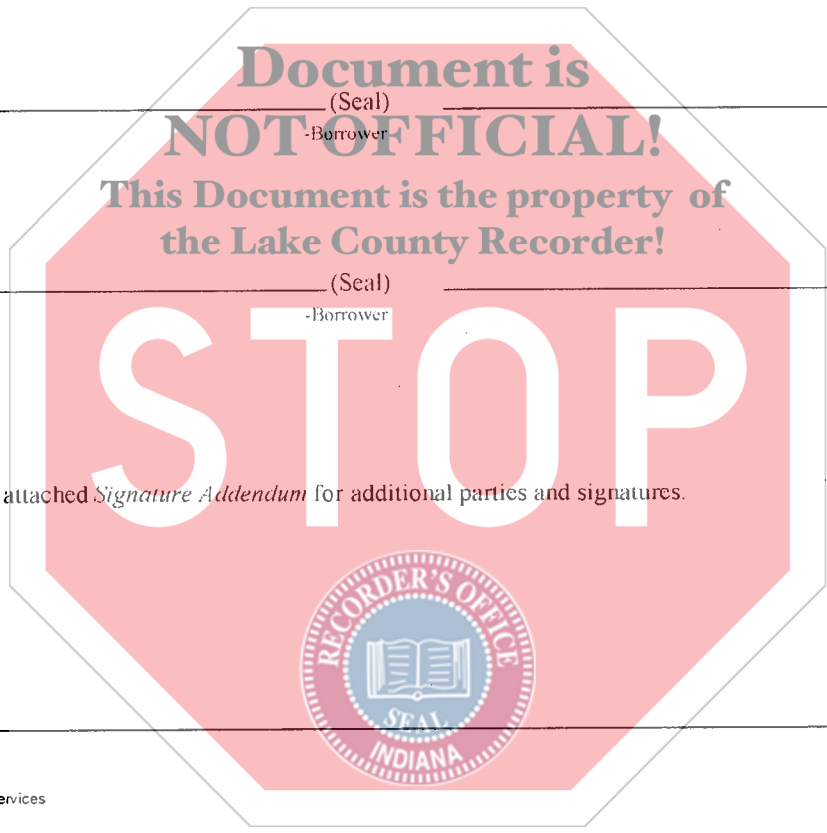 Document is
(Seal)
-Borrower
NOT OFFICIAL!
This Document is the property of
the Lake County Recorder!
(Seal)
-Borrower
STOP
attached Signature Addendum for additional parties and signatures.
RECORDER'S OFFICE
SEAL
INDIANA
ervices